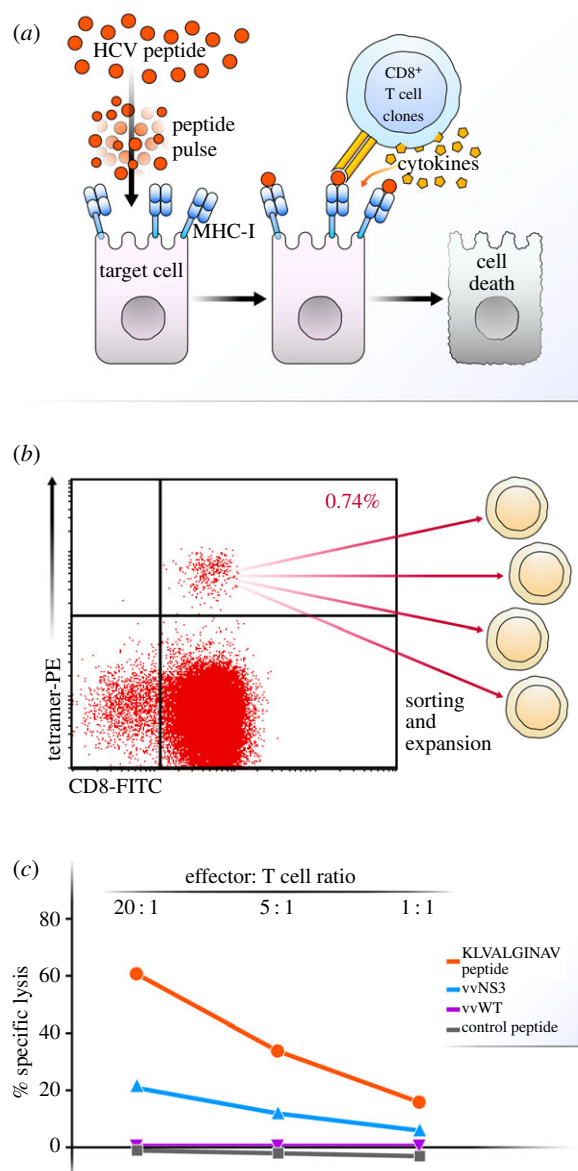 (a)
HCV peptide
peptide
pulse
CD8+
T cell
clones
cytokines
MHC-I
target cell
cell
death
(b)
0.74%
tetramer-PE
CD8-FITC
sorting
and
expansion
(c)
effector: T cell ratio
20 : 1 5 : 1 1 : 1
% specific lysis
80
60
40
20
0
KLVALGINAV
peptide
vvNS3
vvWT
control peptide